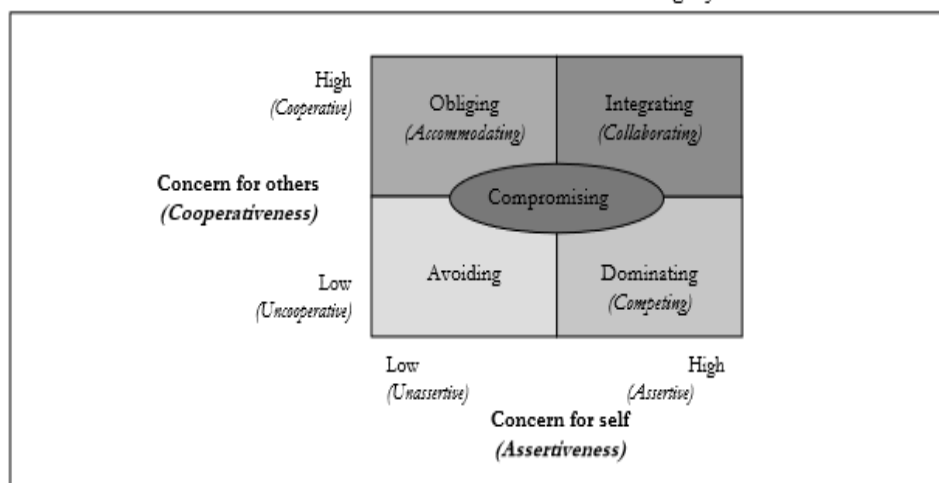 High
(Cooperative)
Obliging
(Accommodating)
Integrating
(Collaborating)
Concern for others
(Cooperativeness)
Compromising
Low
(Uncooperative)
Avoiding
Dominating
(Competing)
Low
(Unassertive)
High
(Assertive)
Concern for self
(Assertiveness)